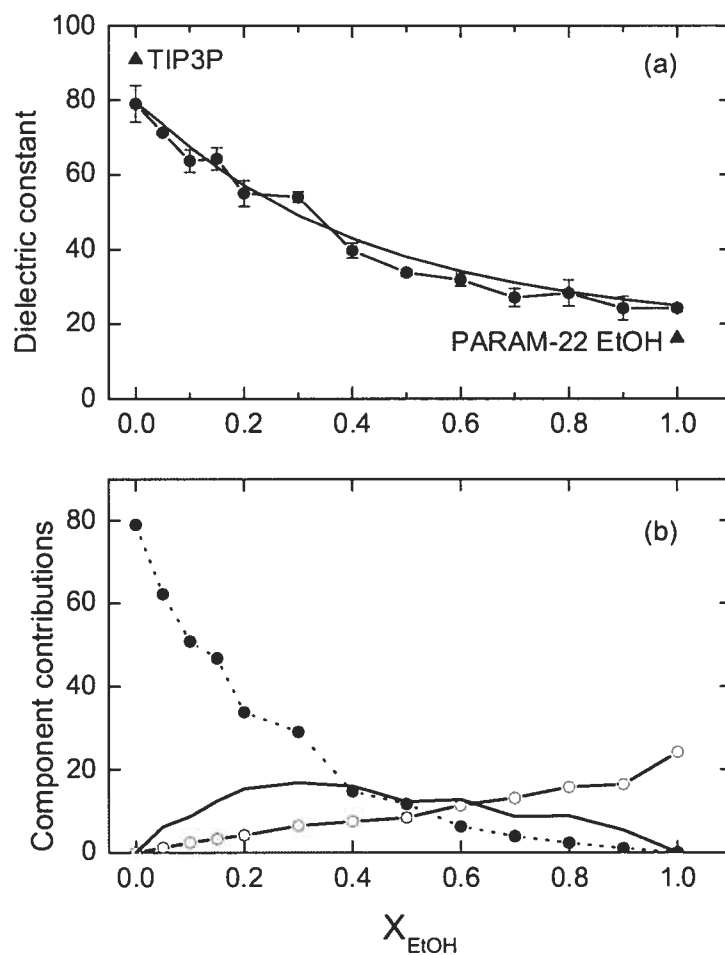 100
TIP3P
(a)
80
60
40
20
0
Dielectric constant
PARAM-22 EtOH
0.0 0.2 0.4 0.6 0.8 1.0
(b)
80
60
40
20
0
Component contributions
0.0 0.2 0.4 0.6 0.8 1.0
X_EtOH